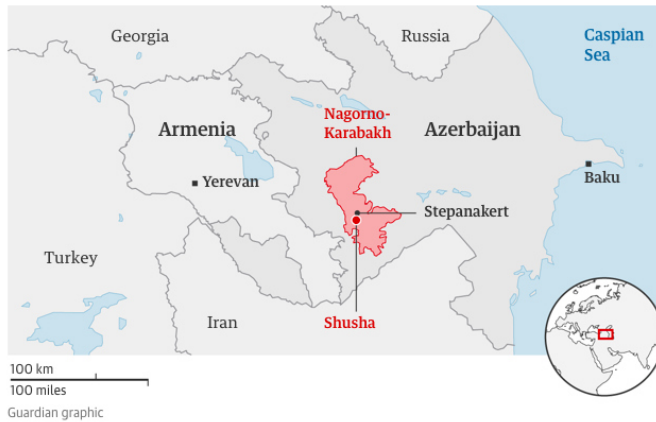 Georgia
Russia
Caspian
Sea
Nagorno-
Karabakh
Armenia
Azerbaijan
Yerevan
Baku
Stepanakert
Turkey
Iran
Shusha
100 km
100 miles
Guardian graphic